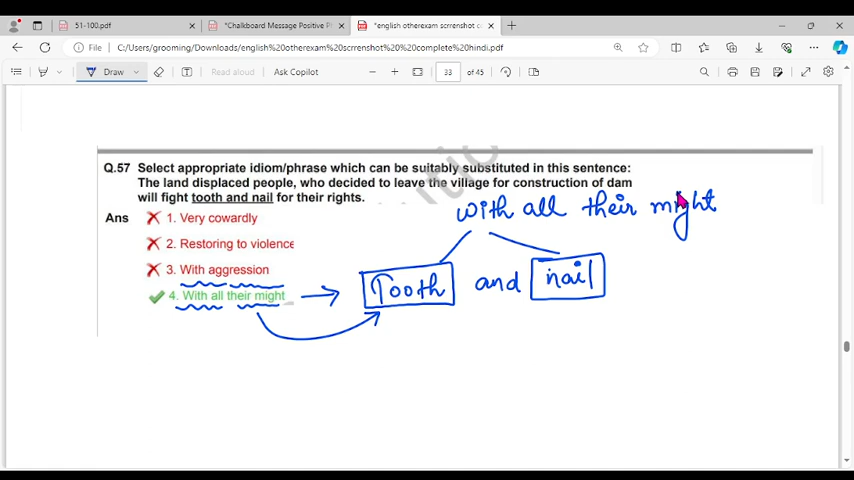 51-100.pdf
*Chalkboard Message Positive P
*english otherexam scrrenshot
File
C:/Users/grooming/Downloads/english%20otherexam%20scrrenshot%20%20complete%20hindi.pdf
Draw
Read aloud
Ask Copilot
33 of 45
Q.57 Select appropriate idiom/phrase which can be suitably substituted in this sentence:
The land displaced people, who decided to leave the village for construction of dam
will fight tooth and nail for their rights.
with all their might
Ans 1. Very cowardly
2. Restoring to violence
3. With aggression
4. With all their might
Tooth and nail